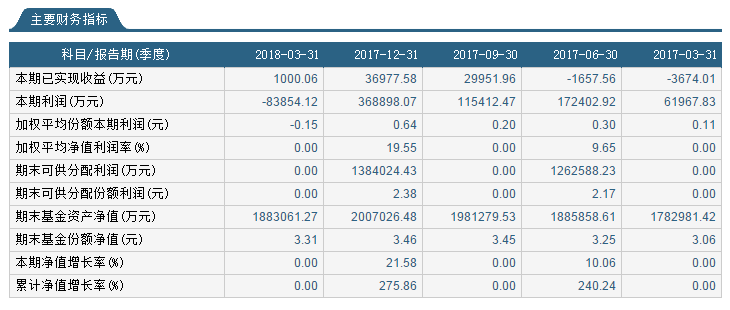 主要财务指标
科目/报告期(季度) 2018-03-31 2017-12-31 2017-09-30 2017-06-30 2017-03-31
本期已实现收益(万元) 1000.06 36977.58 29951.96 -1657.56 -3674.01
本期利润(万元) -83854.12 368898.07 115412.47 172402.92 61967.83
加权平均份额本期利润(元) -0.15 0.64 0.20 0.30 0.11
加权平均净值利润率(%) 0.00 19.55 0.00 9.65 0.00
期末可供分配利润(万元) 0.00 1384024.43 0.00 1262588.23 0.00
期末可供分配份额利润(元) 0.00 2.38 0.00 2.17 0.00
期末基金资产净值(万元) 1883061.27 2007026.48 1981279.53 1885858.61 1782981.42
期末基金份额净值(元) 3.31 3.46 3.45 3.25 3.06
本期净值增长率(%) 0.00 21.58 0.00 10.06 0.00
累计净值增长率(%) 0.00 275.86 0.00 240.24 0.00